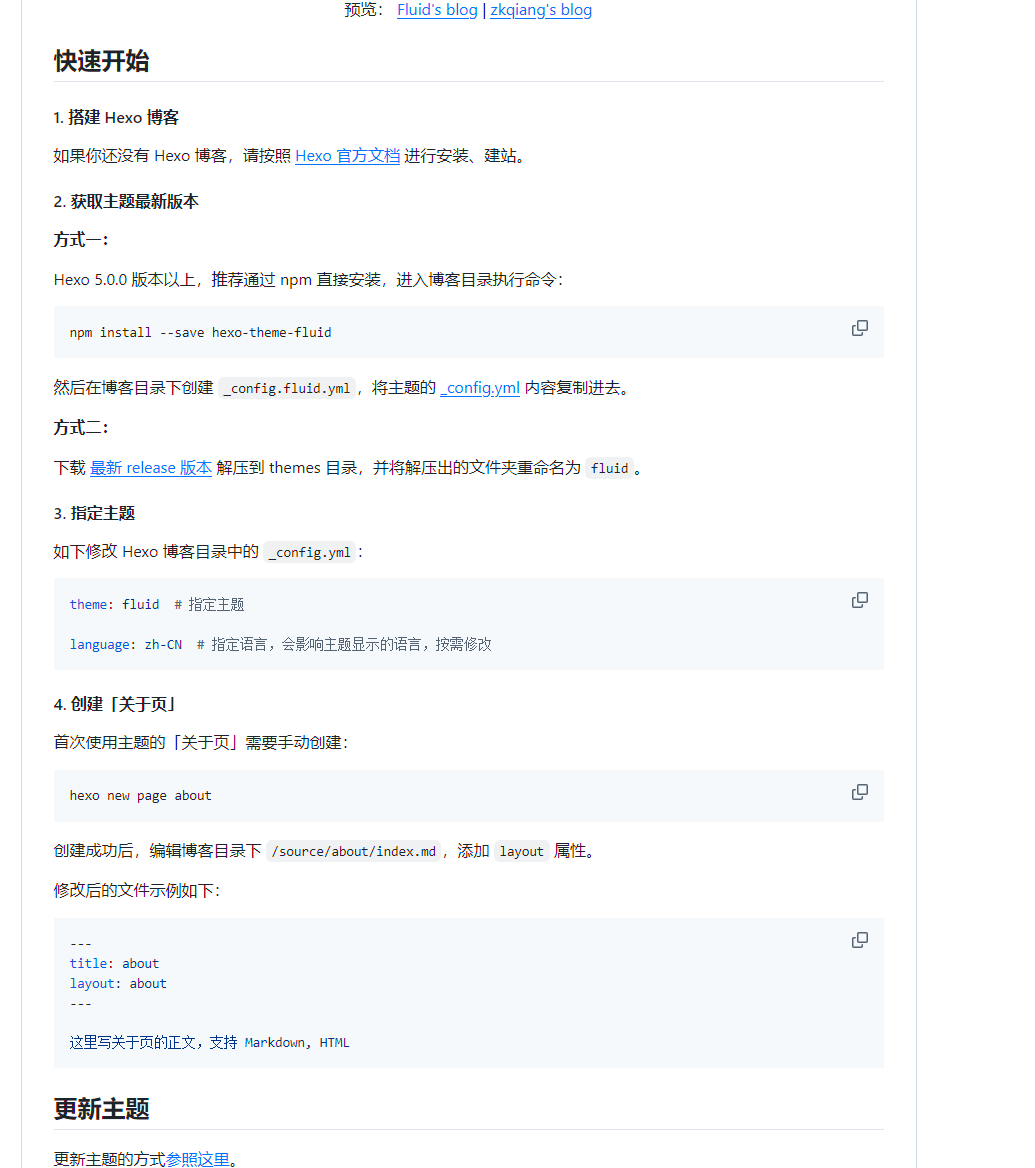 预览： Fluid's blog | zkqiang's blog
快速开始
1. 搭建 Hexo 博客
如果你还没有 Hexo 博客，请按照 Hexo 官方文档 进行安装、建站。
2. 获取主题最新版本
方式一：
Hexo 5.0.0 版本以上，推荐通过 npm 直接安装，进入博客目录执行命令：
npm install --save hexo-theme-fluid
然后在博客目录下创建 _config.fluid.yml，将主题的 _config.yml 内容复制进去。
方式二：
下载 最新 release 版本 解压到 themes 目录，并将解压出的文件夹重命名为 fluid。
3. 指定主题
如下修改 Hexo 博客目录中的 _config.yml：
theme: fluid  # 指定主题
language: zh-CN  # 指定语言，会影响主题显示的语言，按需修改
4. 创建「关于页」
首次使用主题的「关于页」需要手动创建：
hexo new page about
创建成功后，编辑博客目录下 /source/about/index.md，添加 layout 属性。
修改后的文件示例如下：
---
title: about
layout: about
---
这里写关于页的正文，支持 Markdown, HTML
更新主题
更新主题的方式参照这里。